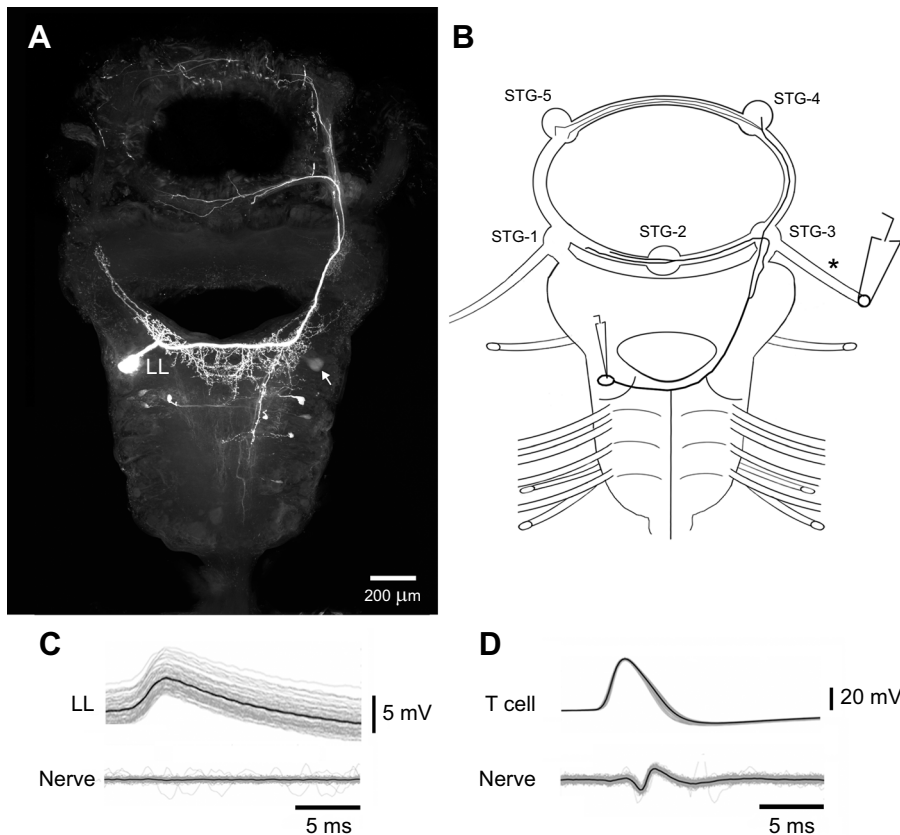 A
LL
200 µm
B
STG-5
STG-4
STG-1
STG-2
STG-3
*
C
LL
5 mV
Nerve
5 ms
D
T cell
20 mV
Nerve
5 ms